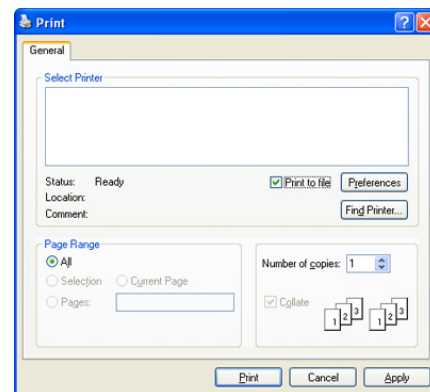 Print
General
Select Printer
Status: Ready
Print to file
Preferences
Location:
Comment:
Find Printer...
Page Range
All
Selection
Current Page
Pages:
Number of copies: 1
Collate
1 2 3 1 2 3
Print Cancel Apply